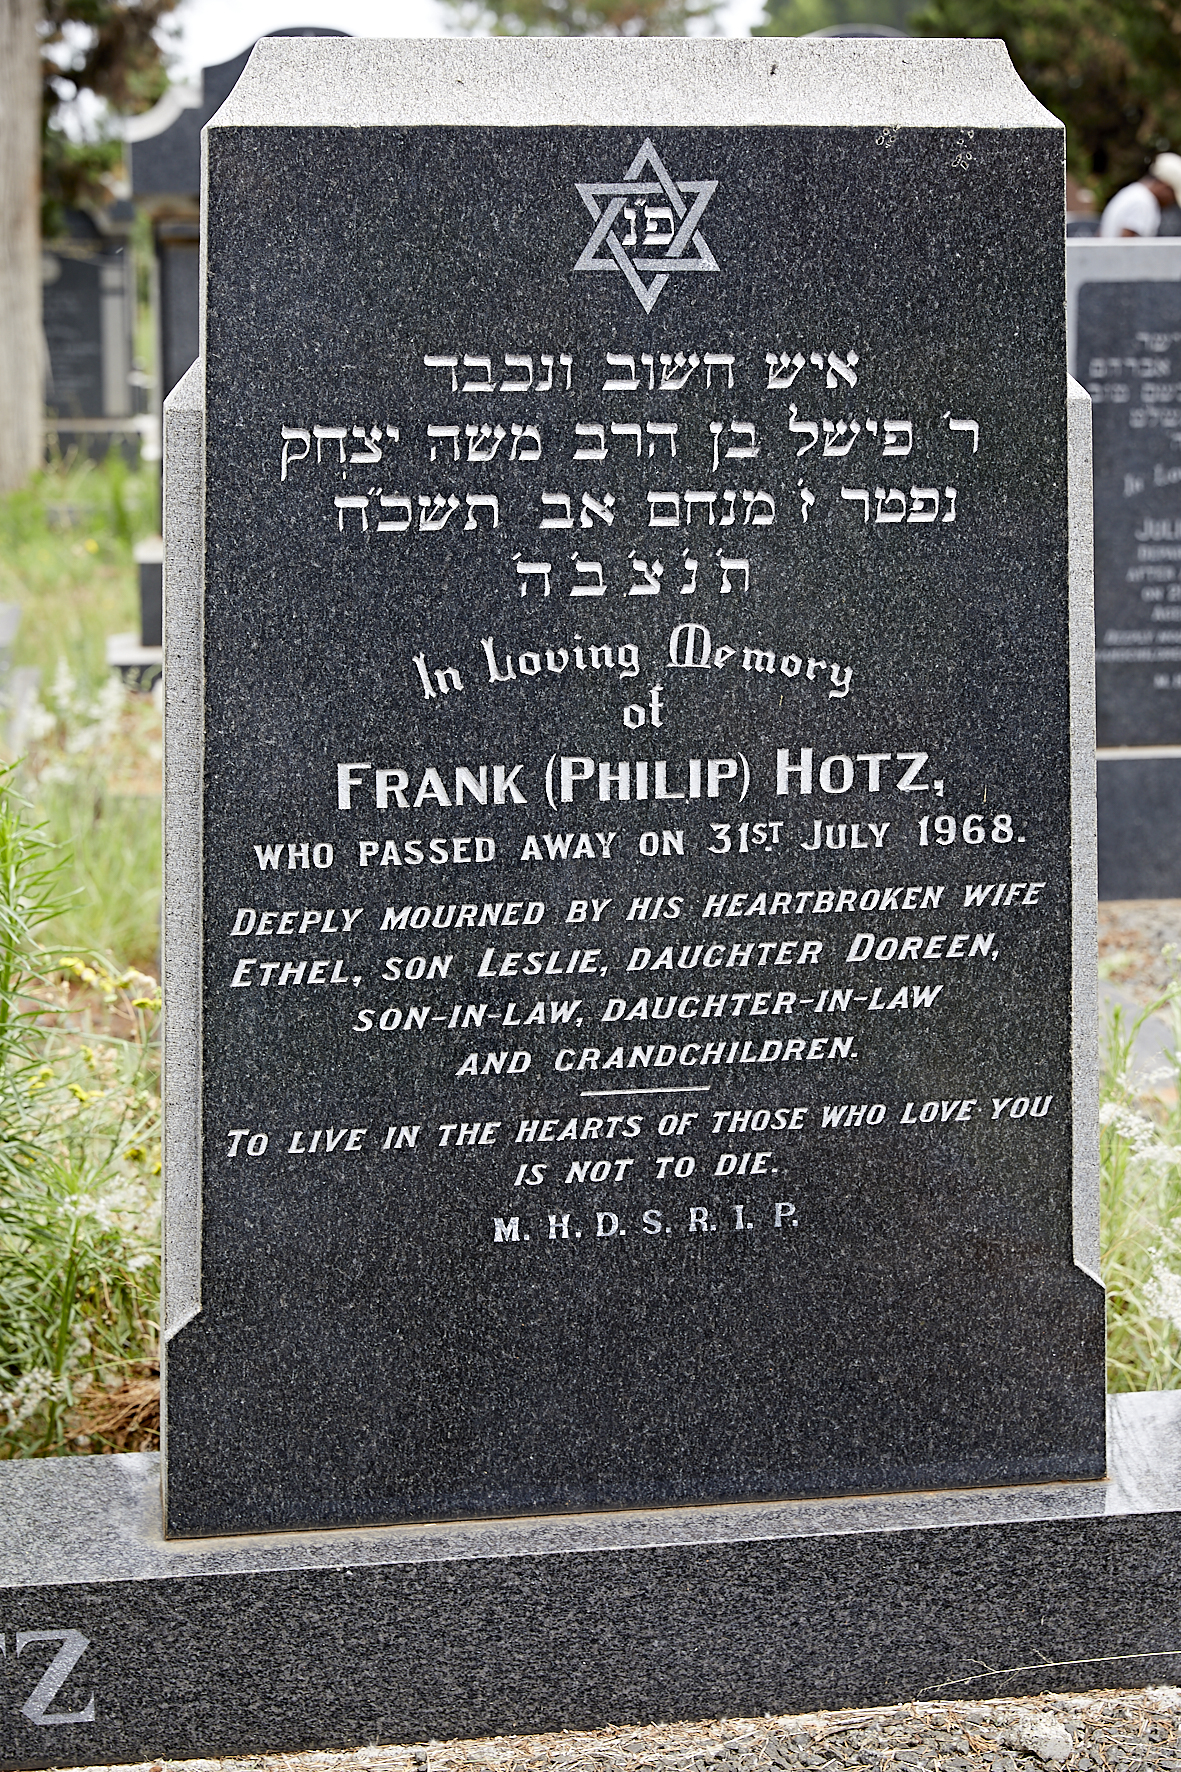 פ"נ
איש חשוב ונכבד
ר' פישל בן הרב משה יצחק
נפטר ז' מנחם אב תשכ"ח
ת' נ' צ' ב' ה'
In Loving Memory
of
FRANK (PHILIP) HOTZ,
WHO PASSED AWAY ON 31ST. JULY 1968.
DEEPLY MOURNED BY HIS HEARTBROKEN WIFE
ETHEL, SON LESLIE, DAUGHTER DOREEN,
SON-IN-LAW, DAUGHTER-IN-LAW
AND GRANDCHILDREN.
TO LIVE IN THE HEARTS OF THOSE WHO LOVE YOU
IS NOT TO DIE.
M. H. D. S. R. I. P.
TZ